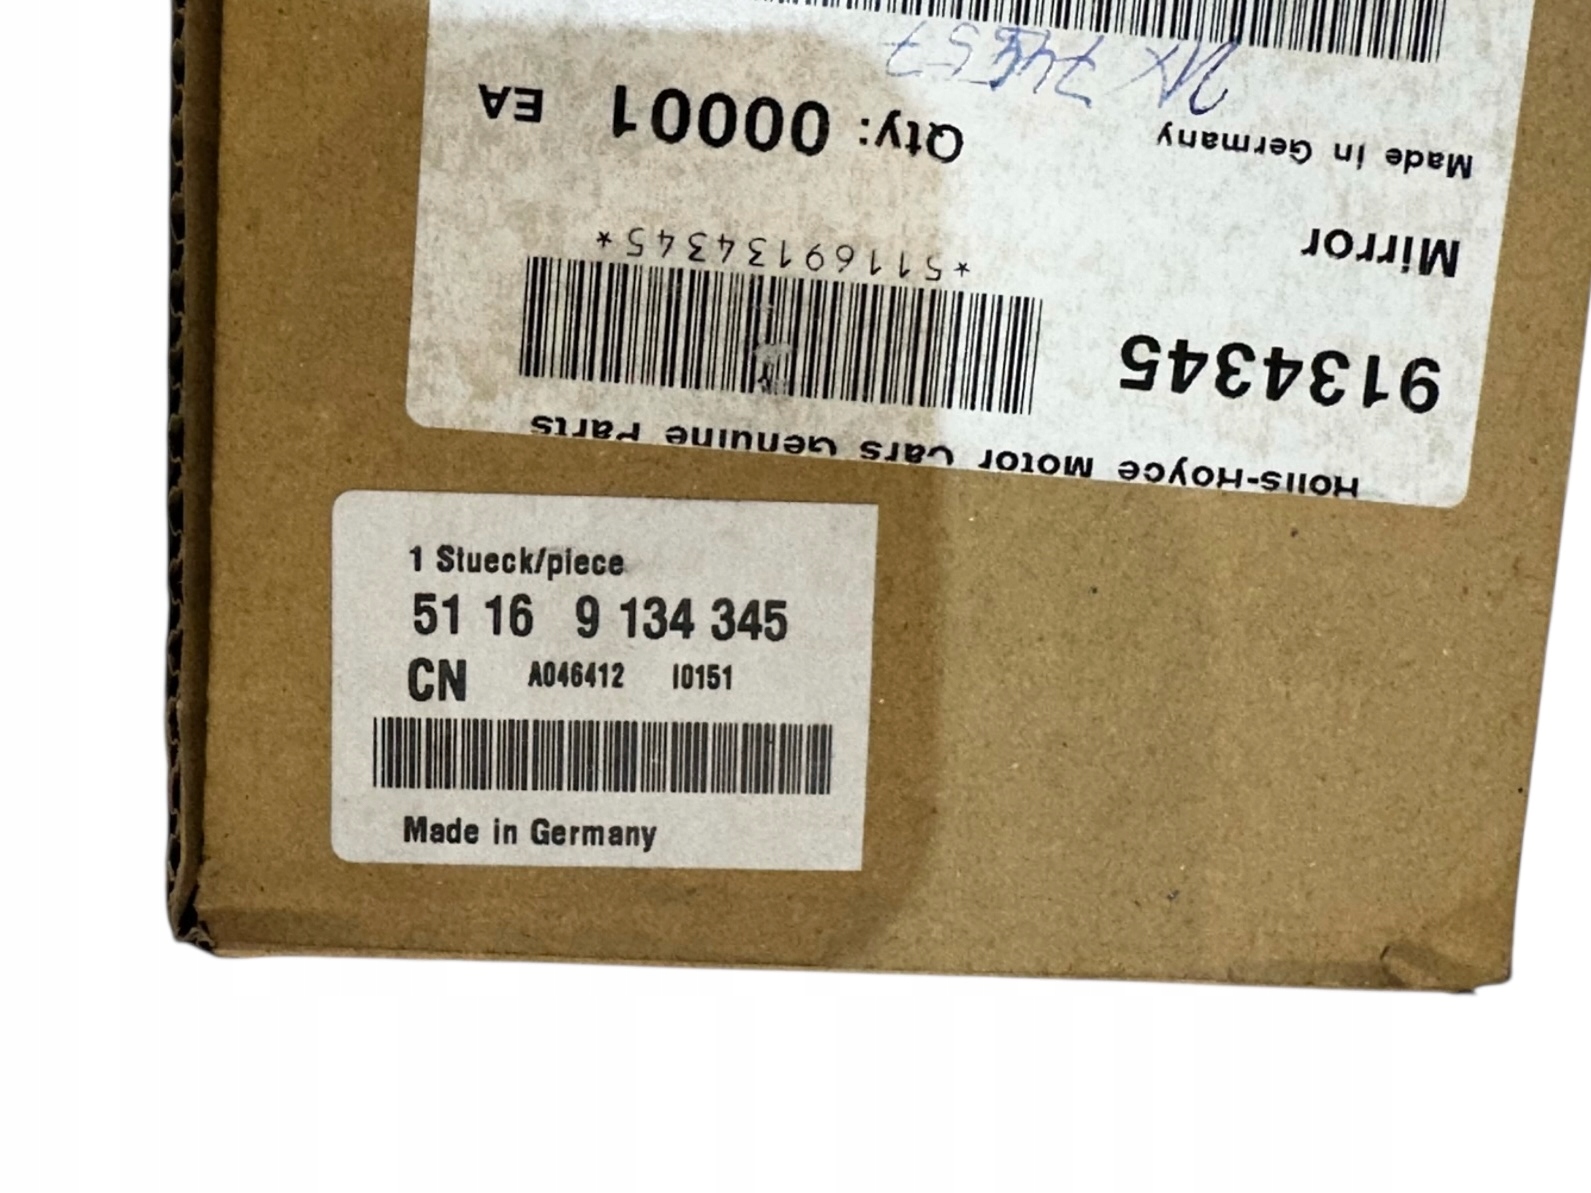 Rolls-Royce Motor Cars Genuine Parts
9134345
*51169134345*
Mirror
Made in Germany
Qty: 00001 EA
1 Stueck/piece
51 16 9 134 345
CN A046412 I0151
Made in Germany